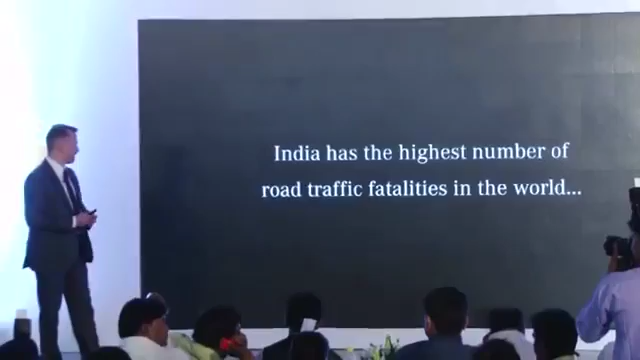 India has the highest number of
road traffic fatalities in the world...